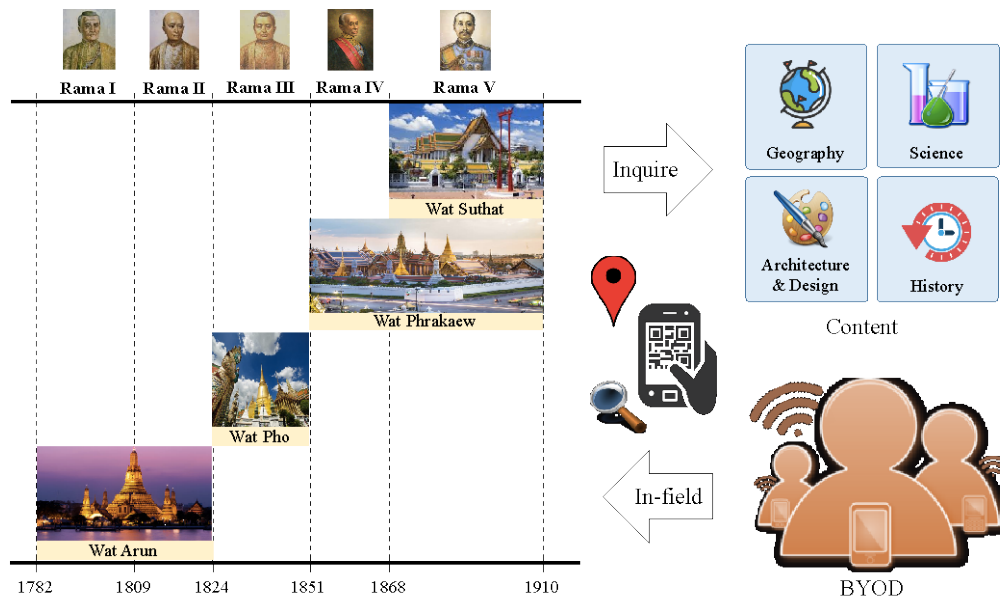 Rama I
Rama II
Rama III
Rama IV
Rama V
Wat Suthat
Wat Phrakaew
Wat Pho
Wat Arun
1782
1809
1824
1851
1868
1910
Inquire
In-field
Geography
Science
Architecture
& Design
History
Content
BYOD